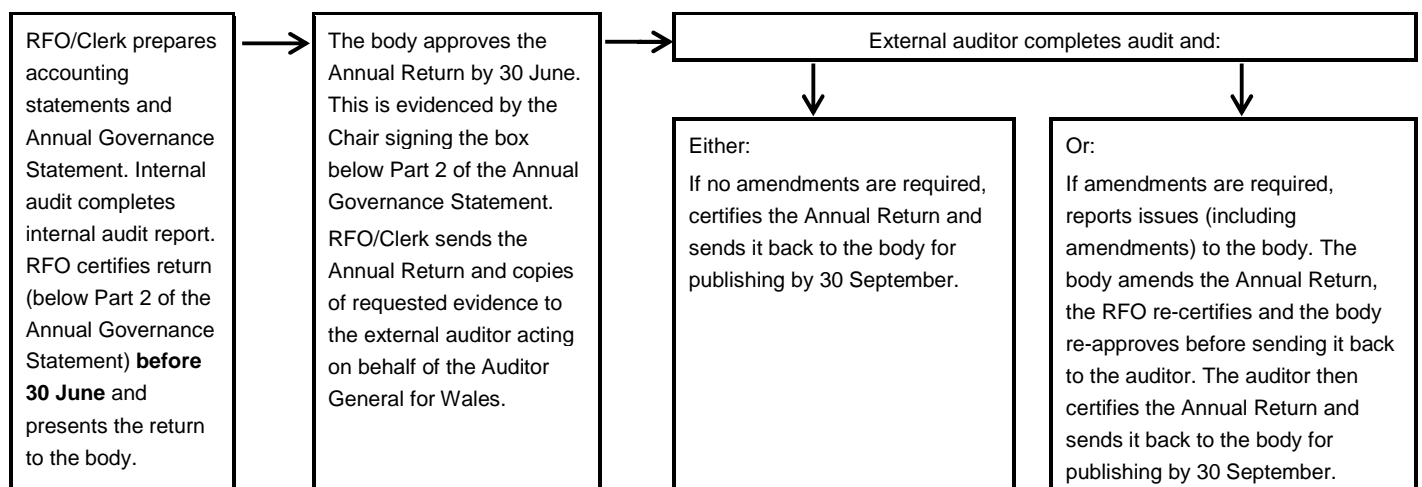 RFO/Clerk prepares
accounting
statements and
Annual Governance
Statement. Internal
audit completes
internal audit report.
RFO certifies return
(below Part 2 of the
Annual Governance
Statement) before
30 June and
presents the return
to the body.
The body approves the
Annual Return by 30 June.
This is evidenced by the
Chair signing the box
below Part 2 of the Annual
Governance Statement.
RFO/Clerk sends the
Annual Return and copies
of requested evidence to
the external auditor acting
on behalf of the Auditor
General for Wales.
External auditor completes audit and:
Either:
If no amendments are required,
certifies the Annual Return and
sends it back to the body for
publishing by 30 September.
Or:
If amendments are required,
reports issues (including
amendments) to the body. The
body amends the Annual Return,
the RFO re-certifies and the body
re-approves before sending it back
to the auditor. The auditor then
certifies the Annual Return and
sends it back to the body for
publishing by 30 September.